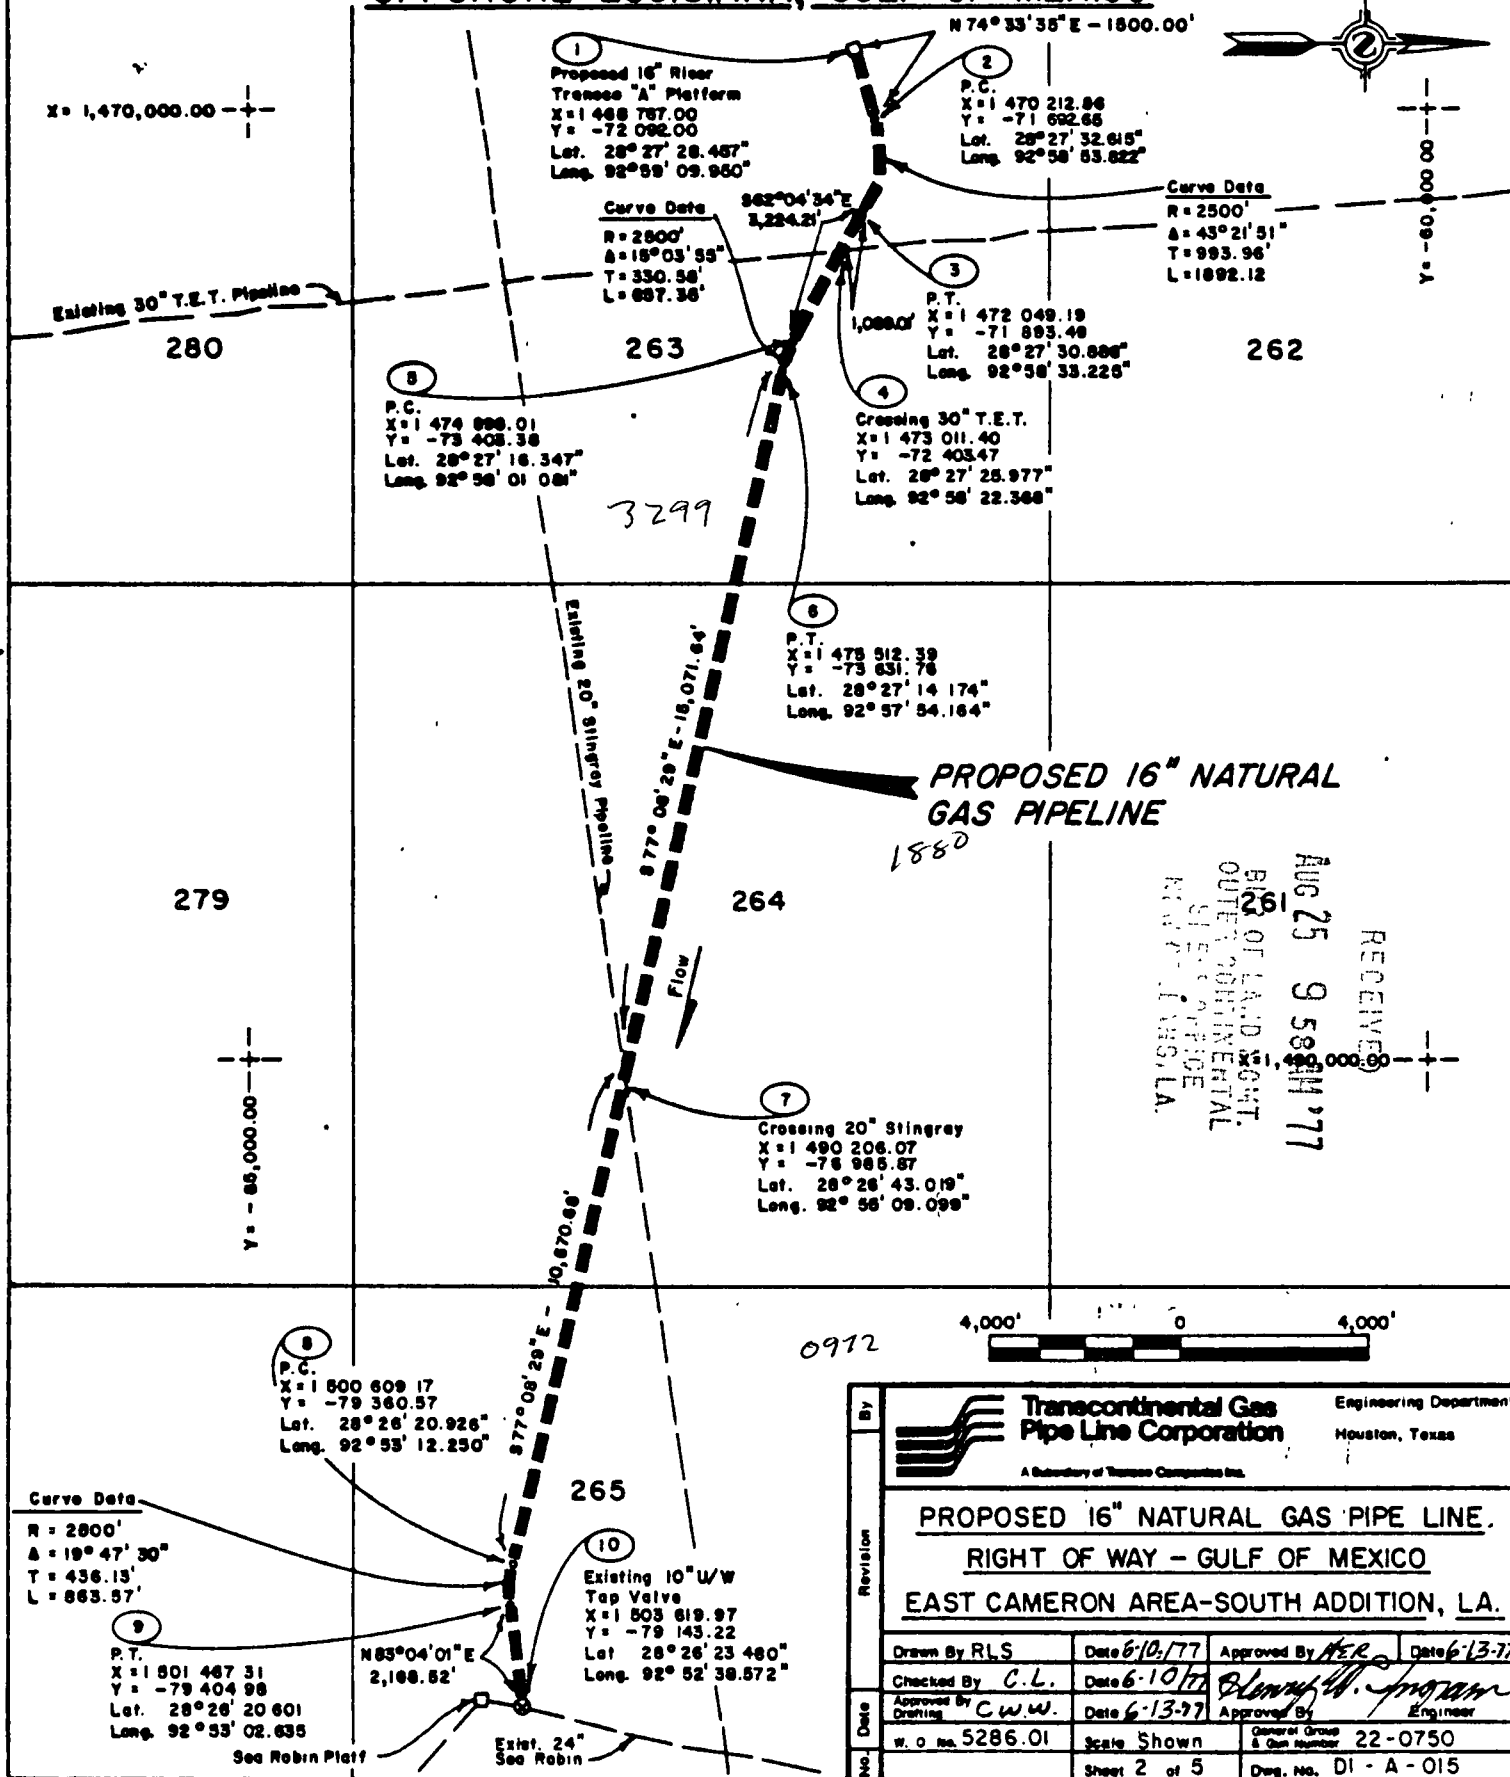 N 74° 33' 35" E - 1500.00'
1
Proposed 16" Riser
Transco "A" Platform
X = 1 468 767.00
Y = -72 092.00
Lat. 28° 27' 28.457"
Long. 92° 59' 09.950"
2
P.C.
X = 1 470 212.86
Y = -71 692.65
Lat. 28° 27' 32.615"
Long. 92° 58' 53.822"
X = 1,470,000.00
Y = -60,000.00
Curve Data
R = 2500'
Δ = 43° 21' 51"
T = 993.96'
L = 1892.12
Curve Data
R = 2500'
Δ = 15° 03' 55"
T = 330.58'
L = 657.36'
S62° 04' 34" E
3,224.21'
3
P.T.
X = 1 472 049.19
Y = -71 893.49
Lat. 28° 27' 30.886"
Long. 92° 58' 33.225"
1,089.01'
Existing 30" T.E.T. Pipeline
280
263
262
5
P.C.
X = 1 474 898.01
Y = -73 403.38
Lat. 28° 27' 16.347"
Long. 92° 58' 01 081"
4
Crossing 30" T.E.T.
X = 1 473 011.40
Y = -72 403.47
Lat. 28° 27' 25.977"
Long. 92° 58' 22.368"
3299
6
P.T.
X = 1 475 512.39
Y = -73 631.76
Lat. 28° 27' 14 174"
Long. 92° 57' 54.164"
Existing 20" Stingray Pipeline
S 77° 08' 29" E - 15,071.64'
PROPOSED 16" NATURAL
GAS PIPELINE
1880
279
264
261
RECEIVED
AUG 25 9 58 AM '77
OUTER CONTINENTAL
Flow
X = 1,490,000.00
Y = -85,000.00
7
Crossing 20" Stingray
X = 1 490 206.07
Y = -76 985.87
Lat. 28° 26' 43.019"
Long. 92° 55' 09.099"
S 77° 08' 29" E - 10,670.68'
4,000' 0 4,000'
0972
8
P.C.
X = 1 500 609 17
Y = -79 360.57
Lat. 28° 26' 20.926"
Long. 92° 53' 12.250"
265
Curve Data
R = 2500'
Δ = 19° 47' 30"
T = 436.13'
L = 863.57'
10
Existing 10" U/W
Tap Valve
X = 1 503 619.97
Y = -79 143.22
Lat 28° 26' 23 460"
Long. 92° 52' 38.572"
9
P.T.
X = 1 501 467 31
Y = -79 404 98
Lat. 28° 26' 20 601
Long. 92° 53' 02.635
N83° 04' 01" E
2,168.52'
Sea Robin Platf
Exist. 24"
Sea Robin
By
Revision
Date
No.
Transcontinental Gas
Pipe Line Corporation
A Subsidiary of Transco Companies Inc.
Engineering Department
Houston, Texas
PROPOSED 16" NATURAL GAS PIPE LINE.
RIGHT OF WAY - GULF OF MEXICO
EAST CAMERON AREA-SOUTH ADDITION, LA.
Drawn By RLS Date 6-10-77 Approved By HER Date 6-13-77
Checked By C.L. Date 6-10-77
Approved By Drafting C.W.W. Date 6-13-77 Approved By Engineer
W. O No. 5286.01 Scale Shown 22-0750
Sheet 2 of 5 Dwg. No. DI - A - 015